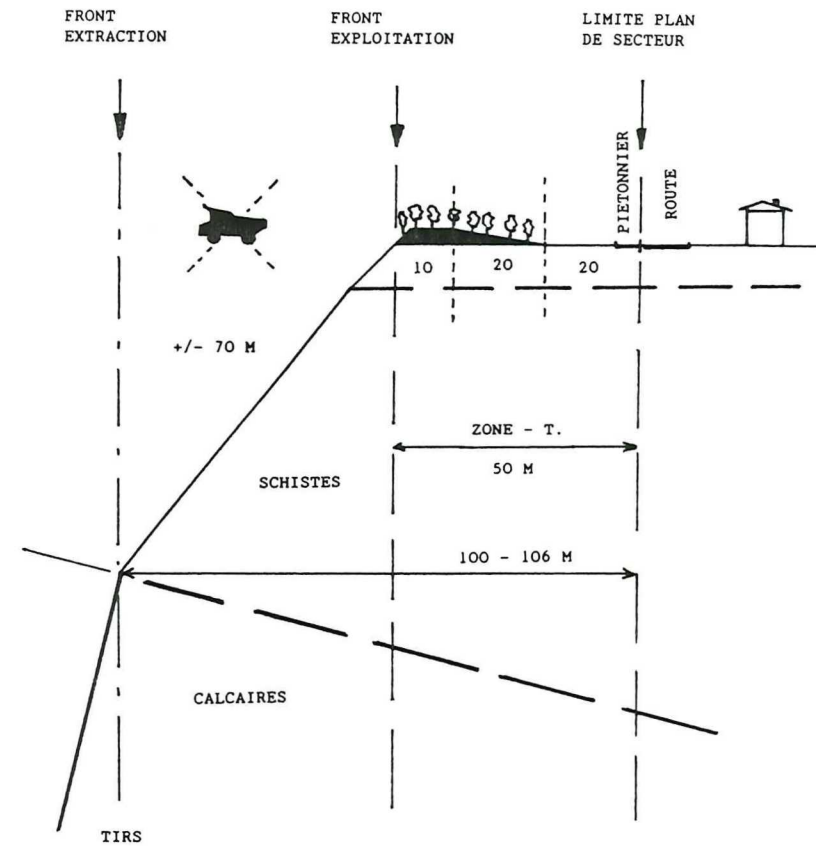 FRONT
EXTRACTION
FRONT
EXPLOITATION
LIMITE PLAN
DE SECTEUR
PIETONNIER
ROUTE
10
20
20
+/- 70 M
ZONE - T.
50 M
SCHISTES
100 - 106 M
CALCAIRES
TIRS